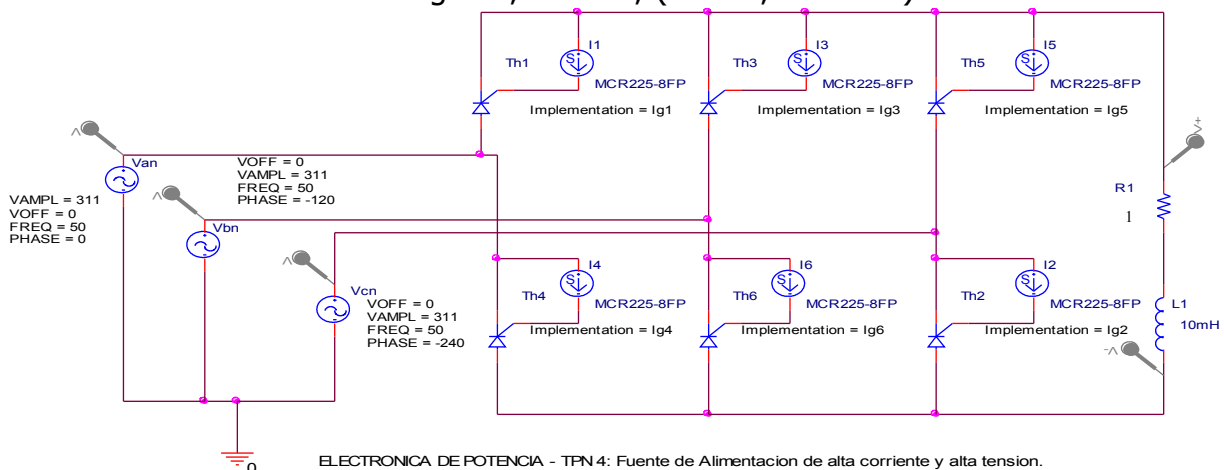 I1
I3
I5
Th1
S
Th3
S
Th5
S
MCR225-8FP
MCR225-8FP
MCR225-8FP
Implementation = Ig1
Implementation = Ig3
Implementation = Ig5
V
Van
VAMPL = 311
VOFF = 0
FREQ = 50
PHASE = 0
VOFF = 0
VAMPL = 311
FREQ = 50
PHASE = -120
V
Vbn
V
Vcn
VOFF = 0
VAMPL = 311
FREQ = 50
PHASE = -240
V+
R1
1
I4
I6
I2
Th4
S
Th6
S
Th2
S
MCR225-8FP
MCR225-8FP
MCR225-8FP
Implementation = Ig4
Implementation = Ig6
Implementation = Ig2
L1
10mH
V-
0
ELECTRONICA DE POTENCIA - TPN 4: Fuente de Alimentacion de alta corriente y alta tension.